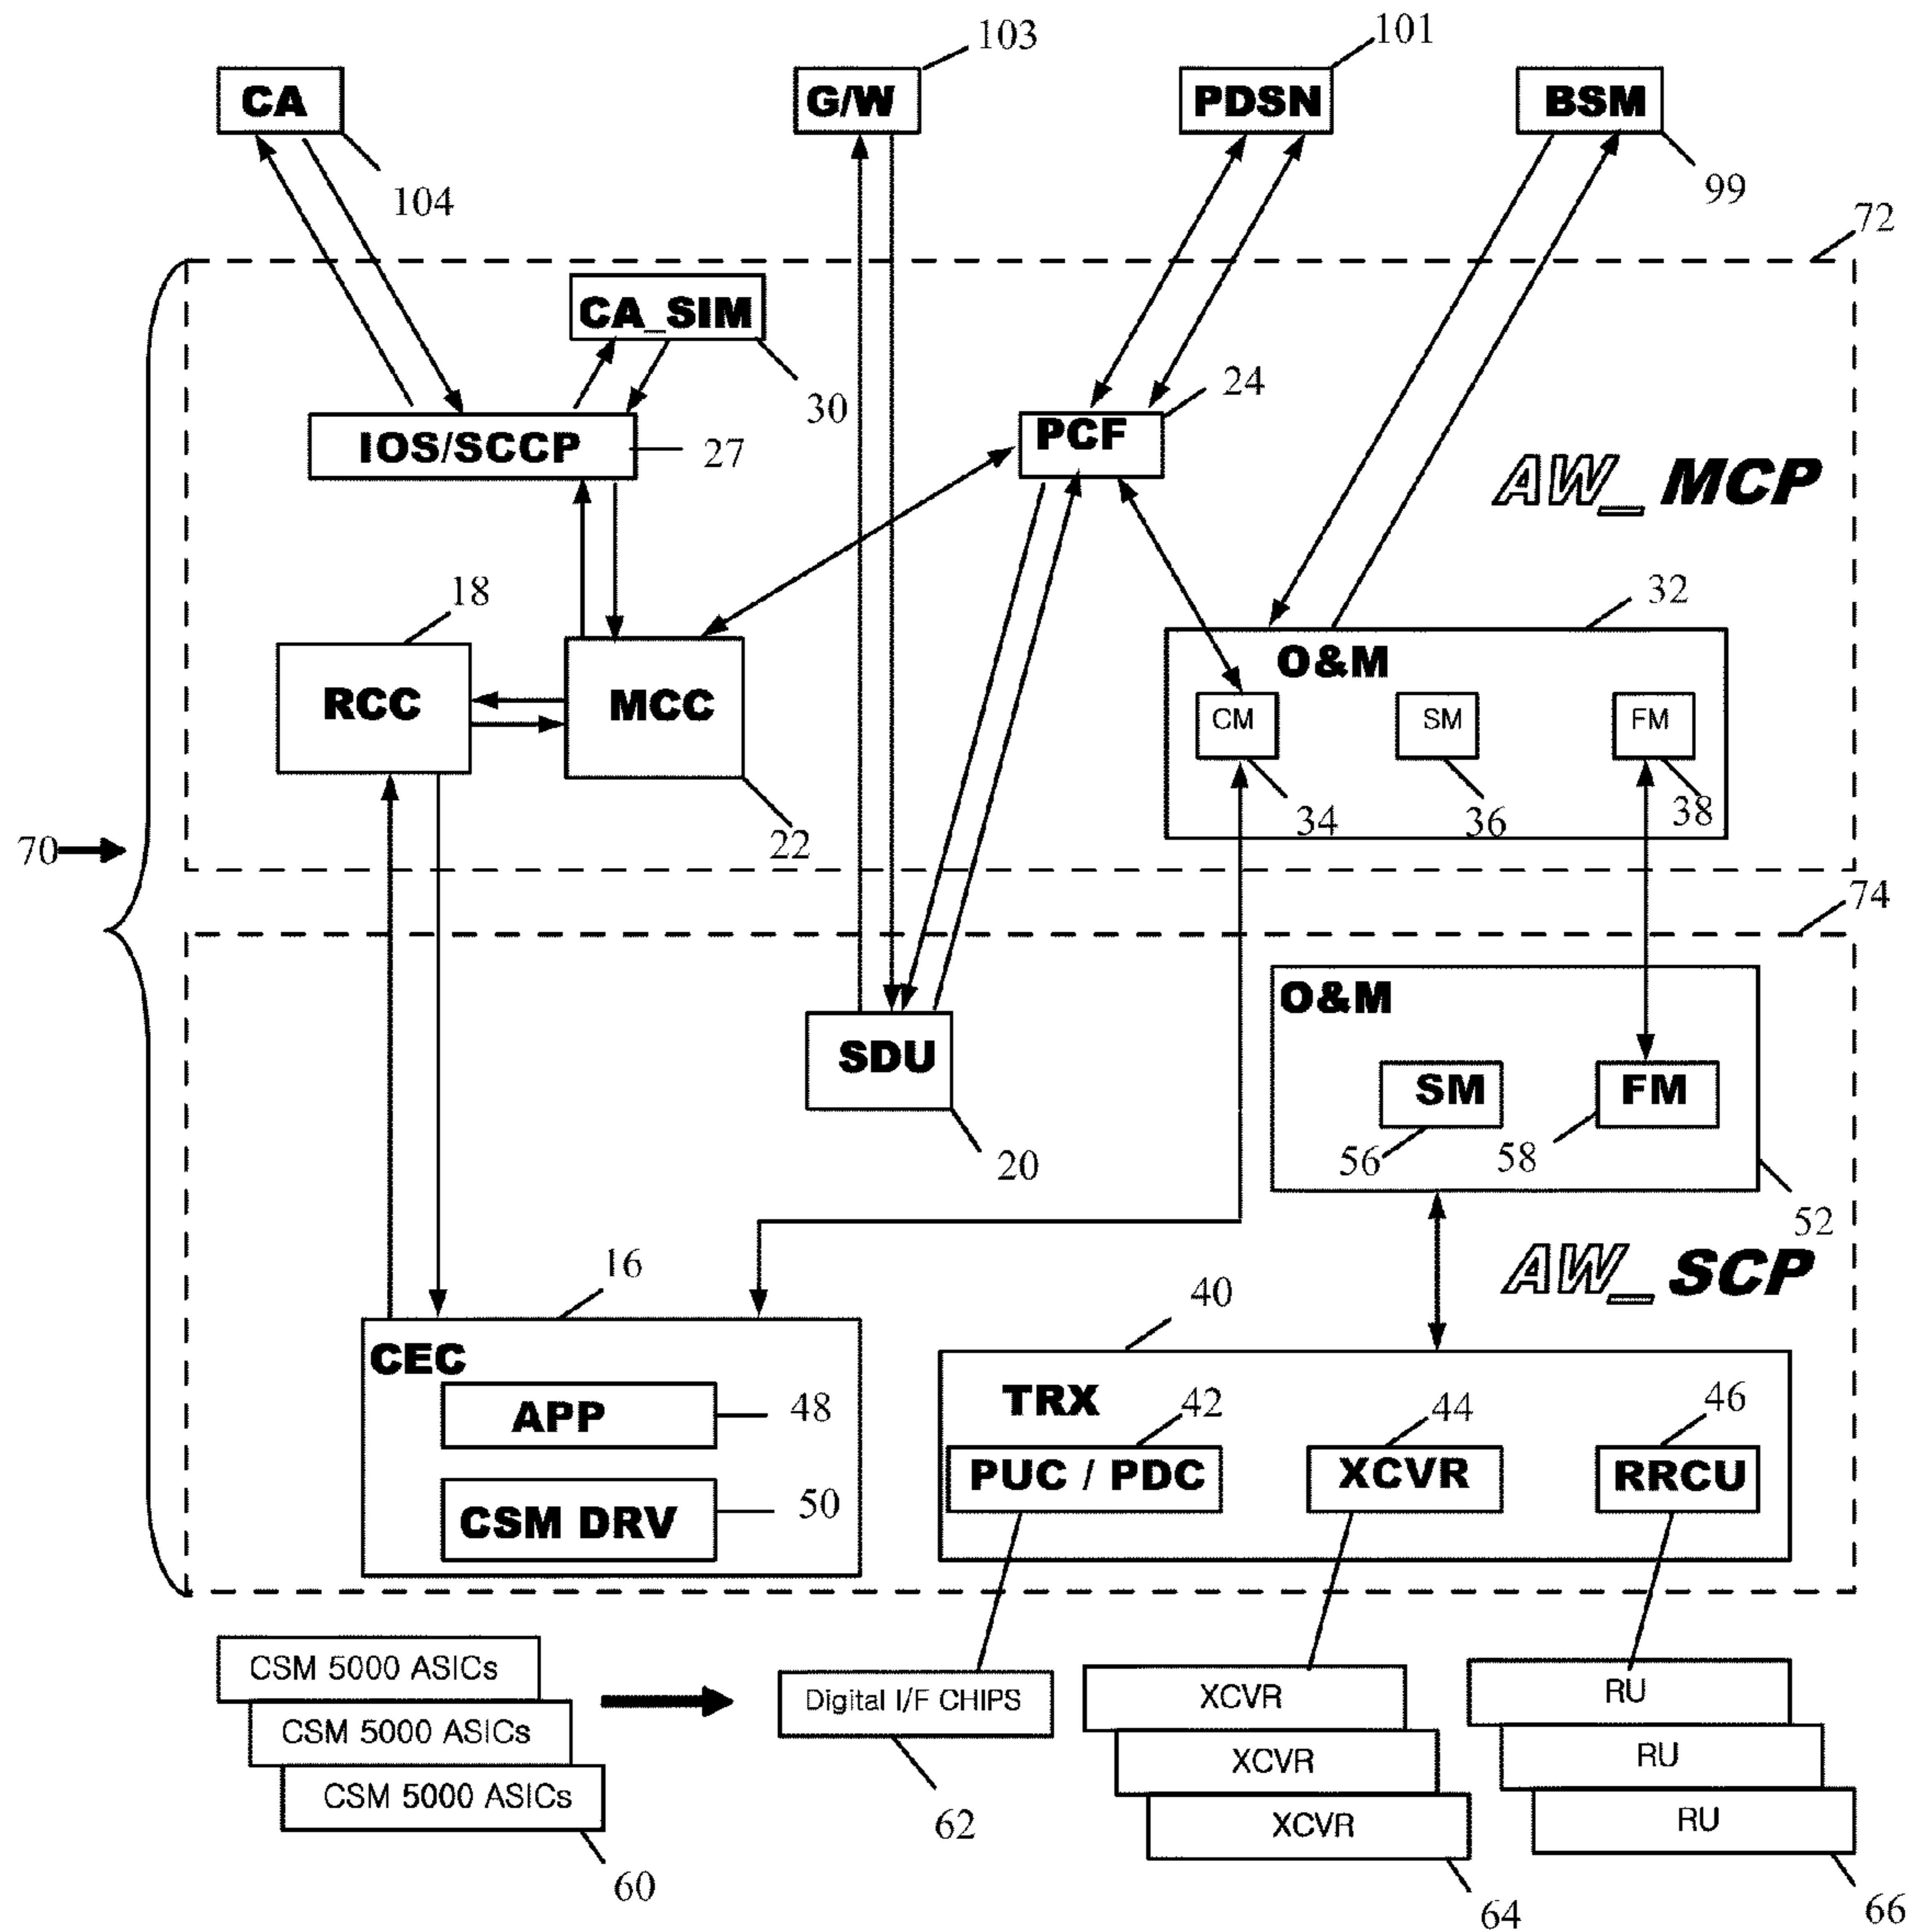 103
101
CA
G/W
PDSN
BSM
104
99
72
CA_SIM
30
24
IOS/SCCP
27
PCF
AW_ MCP
18
32
RCC
MCC
O&M
CM
SM
FM
34
36
38
22
70
74
O&M
SDU
SM
FM
20
56
58
52
16
AW_ SCP
40
CEC
TRX
APP
48
42
44
46
PUC / PDC
XCVR
RRCU
CSM DRV
50
CSM 5000 ASICs
CSM 5000 ASICs
CSM 5000 ASICs
60
Digital I/F CHIPS
62
XCVR
XCVR
XCVR
64
RU
RU
RU
66